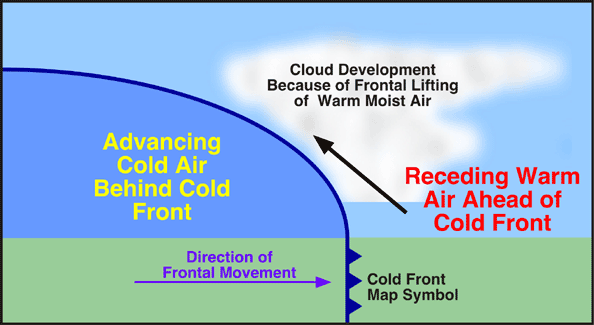 Cloud Development
Because of Frontal Lifting
of Warm Moist Air
Advancing
Cold Air
Behind Cold
Front
Receding Warm
Air Ahead of
Cold Front
Direction of
Frontal Movement
Cold Front
Map Symbol